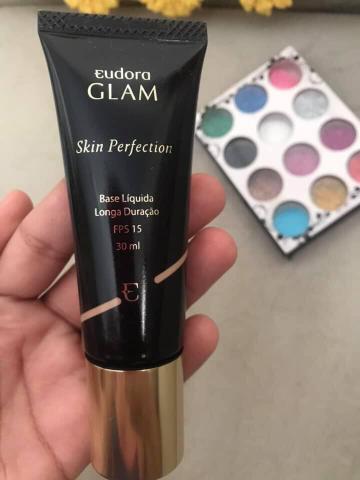 eudora
GLAM
Skin Perfection
Base Líquida
Longa Duração
FPS 15
30 ml
E